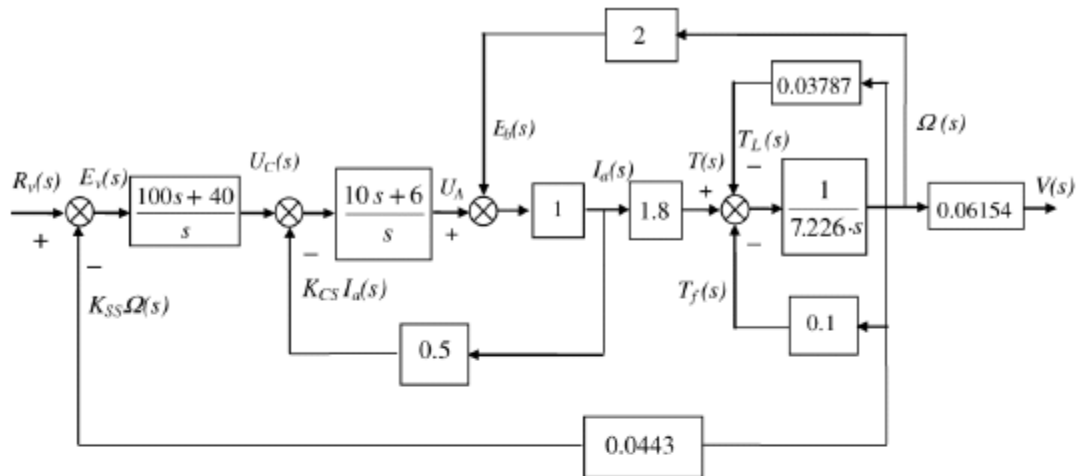 2
0.03787
E_b(s)
T_L(s)
Ω(s)
−
R_v(s)
E_v(s)
100s + 40
s
U_C(s)
10 s + 6
s
U_A
1
I_a(s)
1.8
T(s)
+
1
7.226·s
0.06154
V(s)
+
−
−
+
−
K_SSΩ(s)
K_CS I_a(s)
T_f(s)
0.5
0.1
0.0443